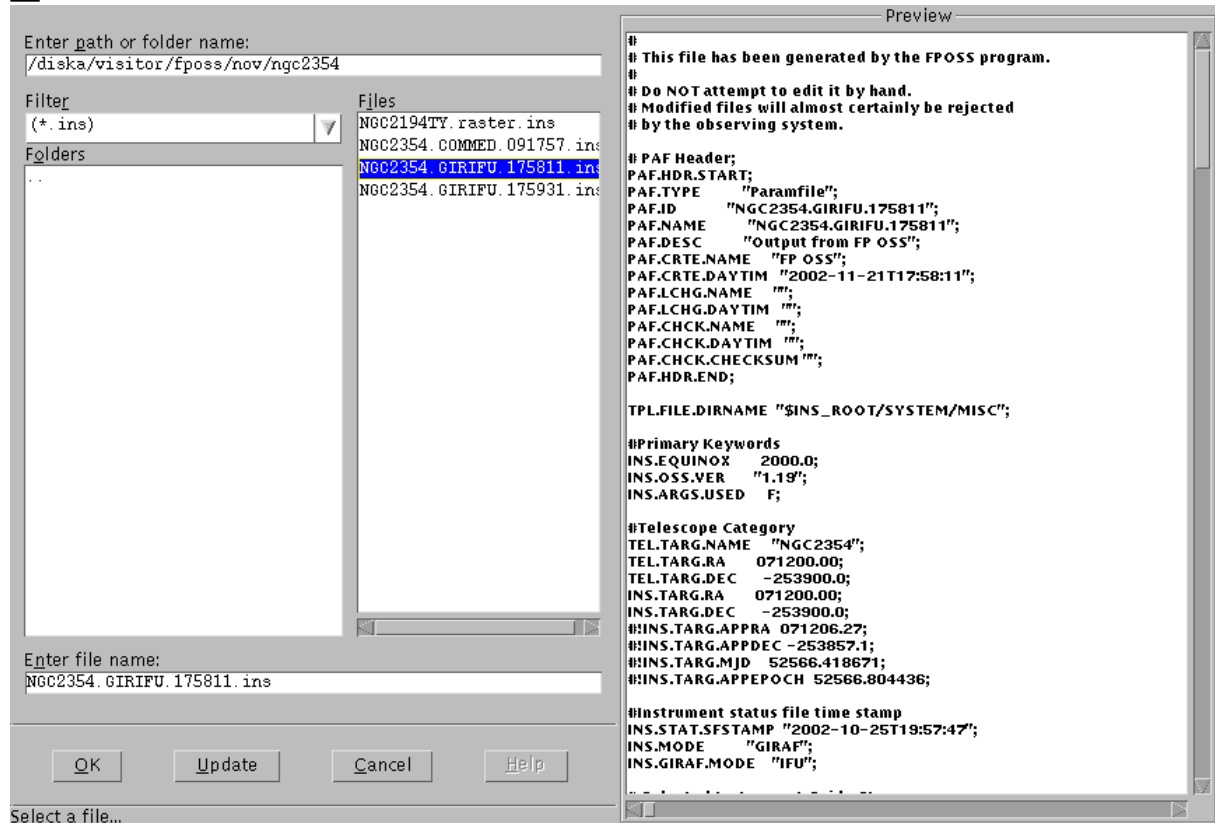 Enter path or folder name:
/diska/visitor/fposs/nov/ngc2354
Filter
(*.ins)
Folders
..
Files
NGC2194TY.raster.ins
NGC2354.COMMED.091757.ins
NGC2354.GIRIFU.175811.ins
NGC2354.GIRIFU.175931.ins
Enter file name:
NGC2354.GIRIFU.175811.ins
OK
Update
Cancel
Help
Select a file...
Preview
#
# This file has been generated by the FPOSS program.
#
# Do NOT attempt to edit it by hand.
# Modified files will almost certainly be rejected
# by the observing system.
# PAF Header;
PAF.HDR.START;
PAF.TYPE "Paramfile";
PAF.ID "NGC2354.GIRIFU.175811";
PAF.NAME "NGC2354.GIRIFU.175811";
PAF.DESC "Output from FP OSS";
PAF.CRTE.NAME "FP OSS";
PAF.CRTE.DAYTIM "2002-11-21T17:58:11";
PAF.LCHG.NAME "";
PAF.LCHG.DAYTIM "";
PAF.CHCK.NAME "";
PAF.CHCK.DAYTIM "";
PAF.CHCK.CHECKSUM "";
PAF.HDR.END;
TPL.FILE.DIRNAME "$INS_ROOT/SYSTEM/MISC";
#Primary Keywords
INS.EQUINOX 2000.0;
INS.OSS.VER "1.19";
INS.ARGS.USED F;
#Telescope Category
TEL.TARG.NAME "NGC2354";
TEL.TARG.RA 071200.00;
TEL.TARG.DEC -253900.0;
INS.TARG.RA 071200.00;
INS.TARG.DEC -253900.0;
#!INS.TARG.APPRA 071206.27;
#!INS.TARG.APPDEC -253857.1;
#!INS.TARG.MJD 52566.418671;
#!INS.TARG.APPEPOCH 52566.804436;
#Instrument status file time stamp
INS.STAT.SFSTAMP "2002-10-25T19:57:47";
INS.MODE "GIRAF";
INS.GIRAF.MODE "IFU";